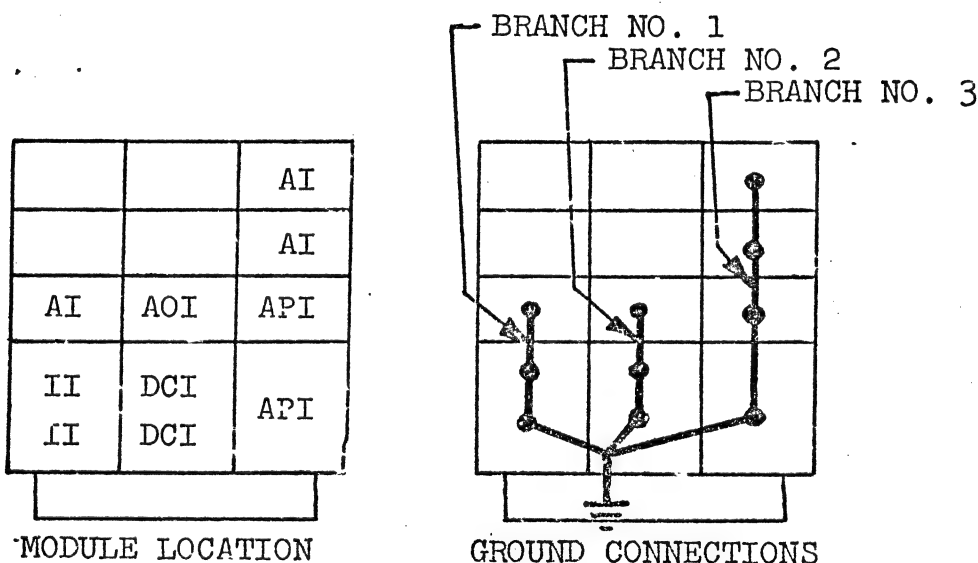 BRANCH NO. 1
BRANCH NO. 2
BRANCH NO. 3
AI
AI
AI AOI API
II DCI
API
II DCI
MODULE LOCATION
GROUND CONNECTIONS